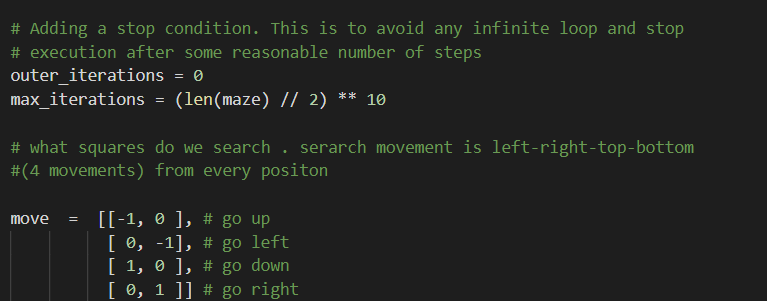 # Adding a stop condition. This is to avoid any infinite loop and stop
# execution after some reasonable number of steps
outer_iterations = 0
max_iterations = (len(maze) // 2) ** 10
# what squares do we search . serarch movement is left-right-top-bottom
#(4 movements) from every positon
move  =  [[-1, 0 ], # go up
[ 0, -1], # go left
[ 1, 0 ], # go down
[ 0, 1 ]] # go right